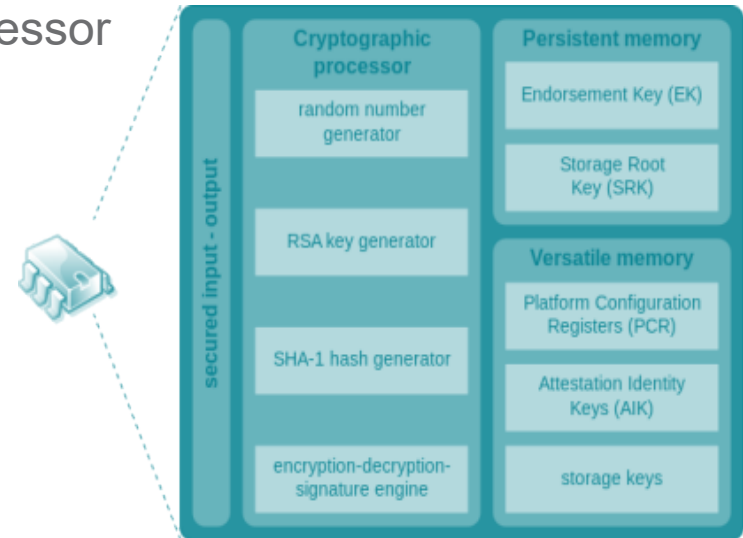 essor
secured input - output
Cryptographic
processor
random number
generator
RSA key generator
SHA-1 hash generator
encryption-decryption-
signature engine
Persistent memory
Endorsement Key (EK)
Storage Root
Key (SRK)
Versatile memory
Platform Configuration
Registers (PCR)
Attestation Identity
Keys (AIK)
storage keys